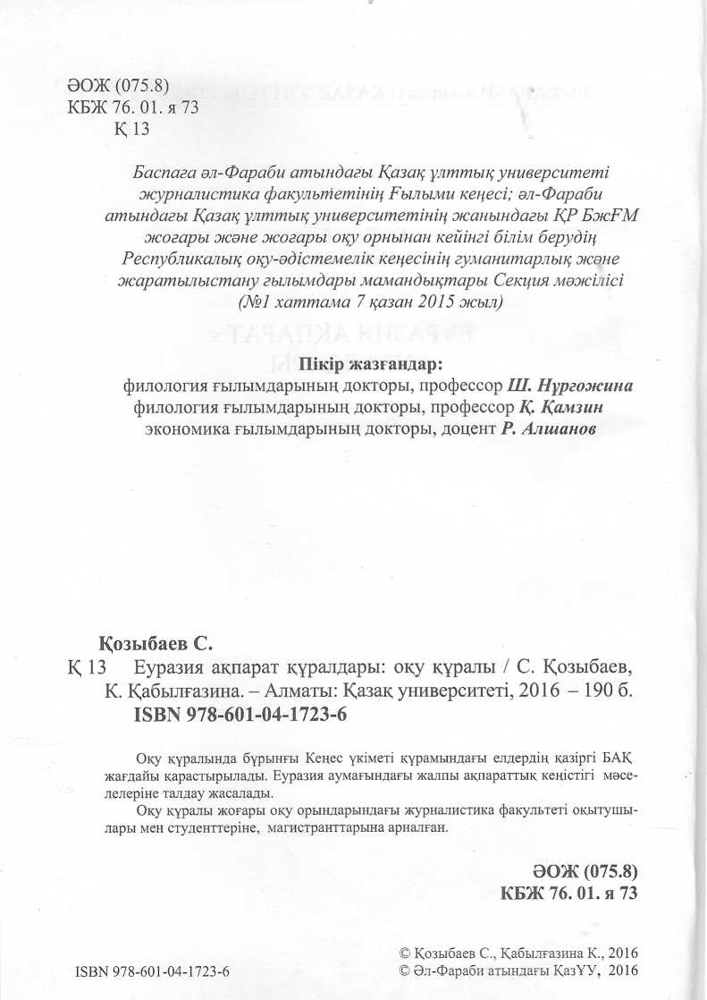 ӘОЖ (075.8)
КБЖ 76. 01. я 73
Қ 13
Баспаға әл-Фараби атындағы Қазақ ұлттық университеті
журналистика факультетінің Ғылыми кеңесі; әл-Фараби
атындағы Қазақ ұлттық университетінің жанындағы ҚР БжҒМ
жоғары және жоғары оқу орнынан кейінгі білім берудің
Республикалық оқу-әдістемелік кеңесінің гуманитарлық және
жаратылыстану ғылымдары мамандықтары Секция мәжілісі
(№1 хаттама 7 қазан 2015 жыл)
Пікір жазғандар:
филология ғылымдарының докторы, профессор Ш. Нұргожина
филология ғылымдарының докторы, профессор Қ. Қамзин
экономика ғылымдарының докторы, доцент Р. Алшанов
Қозыбаев С.
Қ 13 Еуразия ақпарат құралдары: оқу құралы / С. Қозыбаев,
К. Қабылғазина. – Алматы: Қазақ университеті, 2016 – 190 б.
ISBN 978-601-04-1723-6
Оқу құралында бұрынғы Кеңес үкіметі құрамындағы елдердің қазіргі БАҚ
жағдайы қарастырылады. Еуразия аумағындағы жалпы ақпараттық кеңістігі мәсе-
лелеріне талдау жасалады.
Оқу құралы жоғары оқу орындарындағы журналистика факультеті оқытушы-
лары мен студенттеріне, магистранттарына арналған.
ӘОЖ (075.8)
КБЖ 76. 01. я 73
© Қозыбаев С., Қабылғазина К., 2016
ISBN 978-601-04-1723-6 © Әл-Фараби атындағы ҚазҰУ, 2016